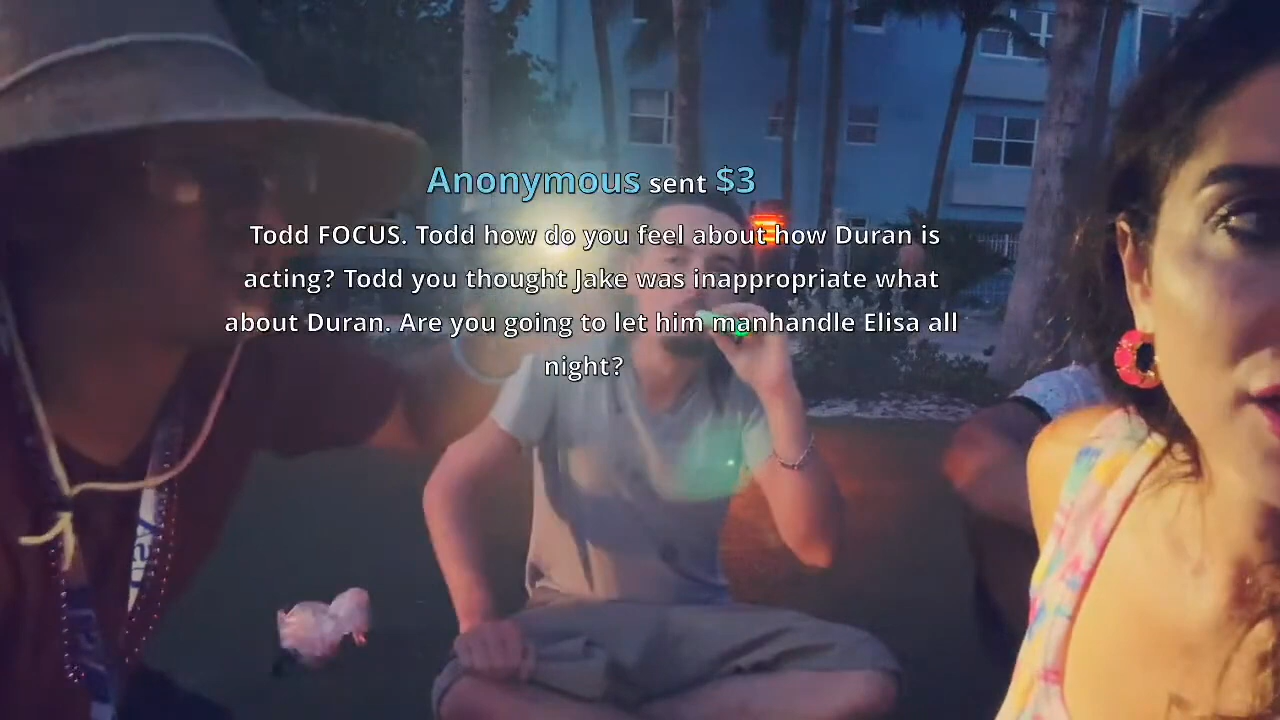 Anonymous sent $3
Todd FOCUS. Todd how do you feel about how Duran is
acting? Todd you thought Jake was inappropriate what
about Duran. Are you going to let him manhandle Elisa all
night?